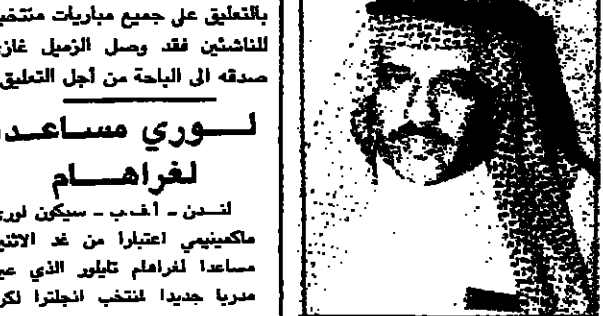 بالتعليق على جميع مباريات منتخب
للناشئين فقد وصل الزميل غازي
صدقه الى الباحة من أجل التعليق
لوري مساعد
لغراهام
لندن - أ.ف.ب - سيكون لوري
ماكمينيمي اعتبارا من غد الاثنين
مساعدا لغراهام تايلور الذي عين
مدربا جديدا لمنتخب انجلترا لكرة